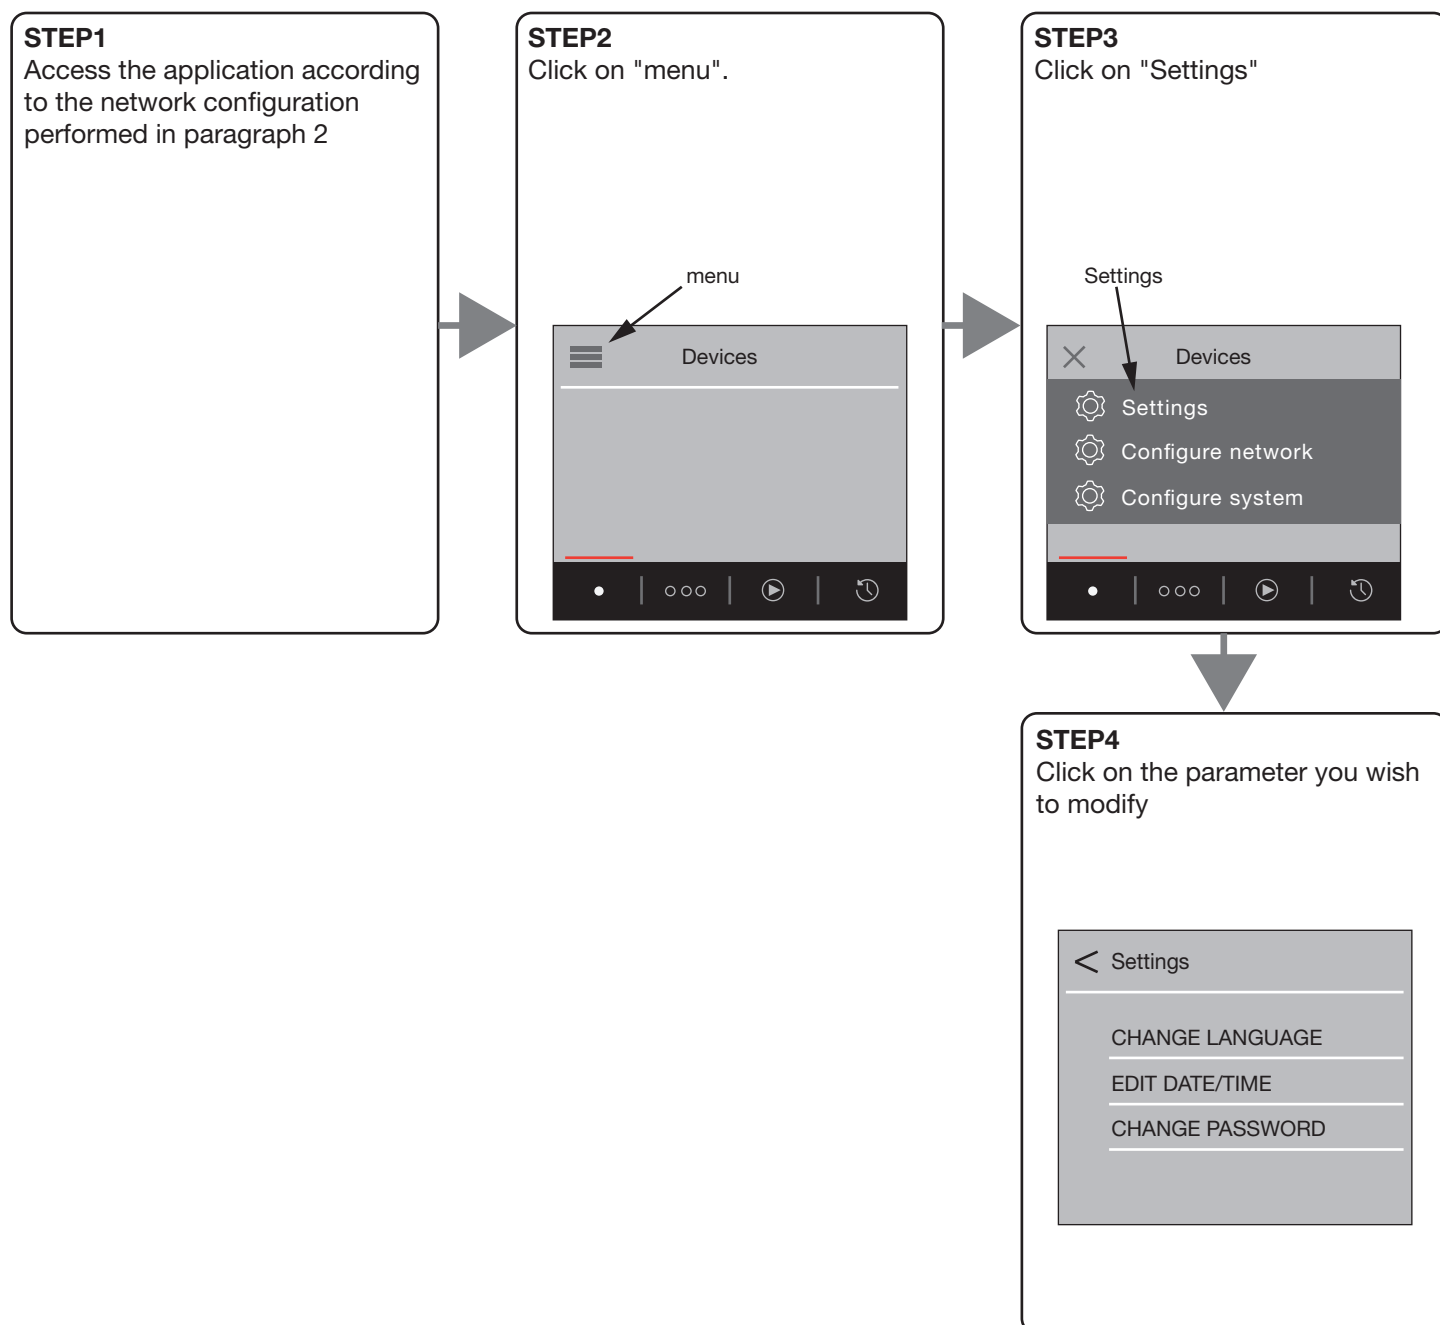 STEP1
Access the application according
to the network configuration
performed in paragraph 2
STEP2
Click on "menu".
menu
Devices
STEP3
Click on "Settings"
Settings
Devices
Settings
Configure network
Configure system
STEP4
Click on the parameter you wish
to modify
Settings
CHANGE LANGUAGE
EDIT DATE/TIME
CHANGE PASSWORD